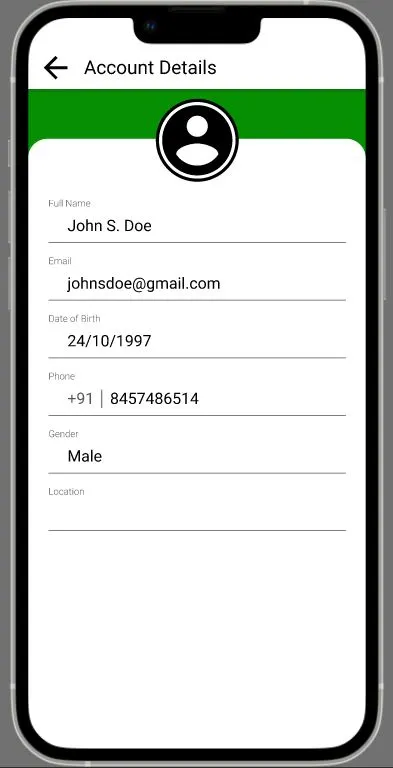 Account Details
Full Name
John S. Doe
Email
johnsdoe@gmail.com
Date of Birth
24/10/1997
Phone
+91 | 8457486514
Gender
Male
Location